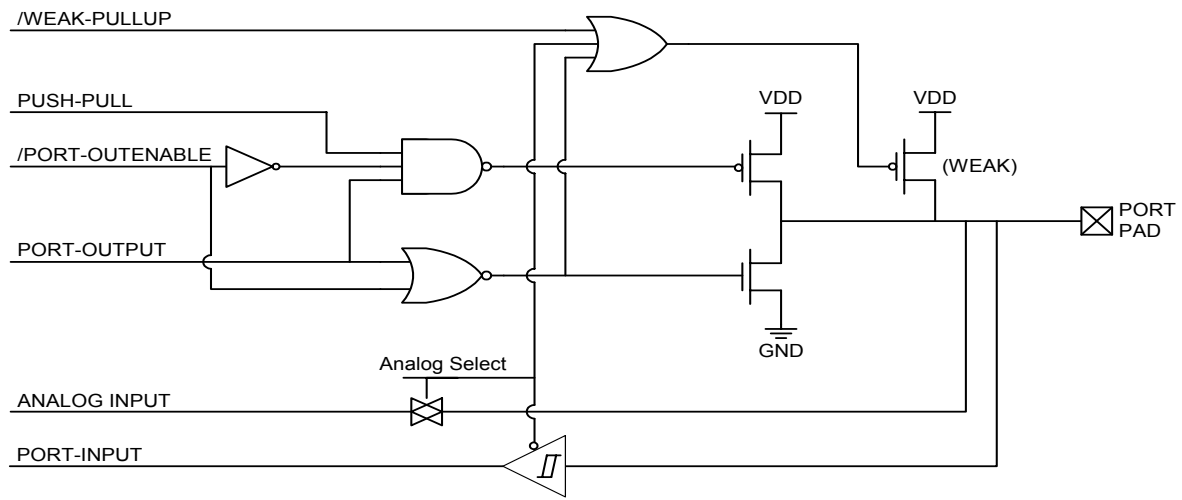 /WEAK-PULLUP
PUSH-PULL
VDD
VDD
/PORT-OUTENABLE
(WEAK)
PORT
PAD
PORT-OUTPUT
GND
Analog Select
ANALOG INPUT
PORT-INPUT